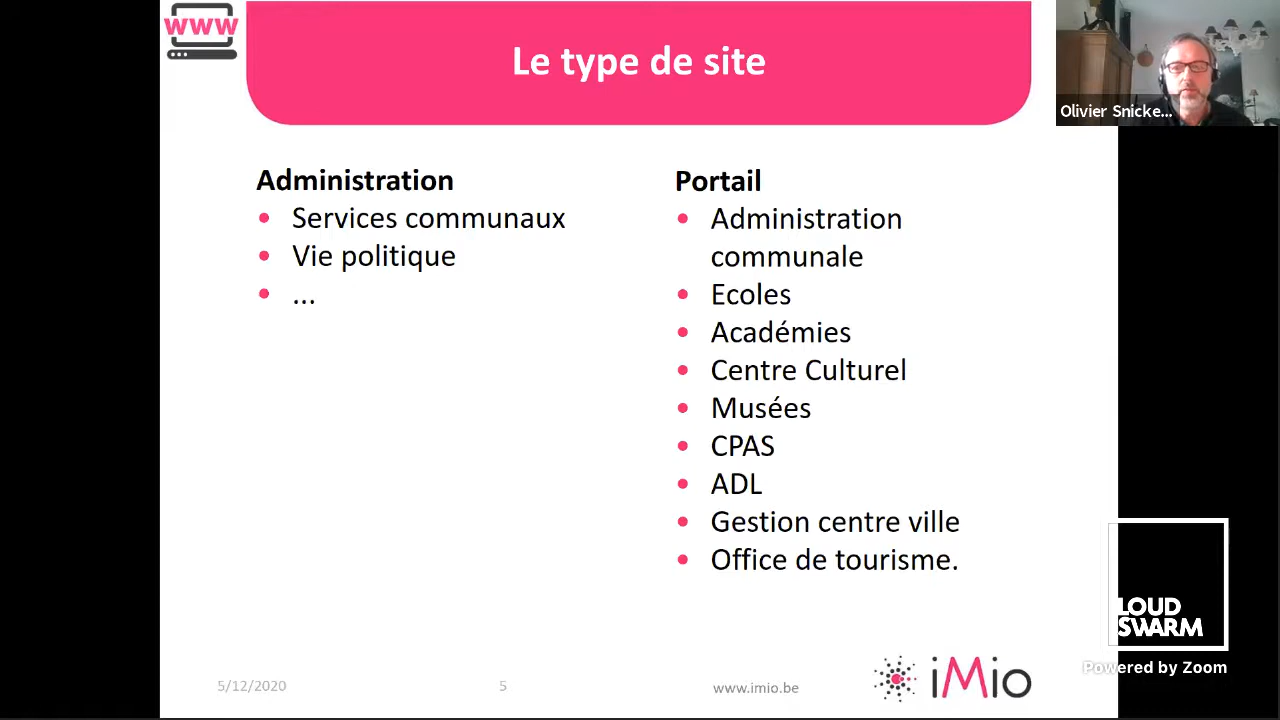 www
Le type de site
Olivier Snicke...
Administration
Services communaux
Vie politique
...
Portail
Administration
communale
Ecoles
Académies
Centre Culturel
Musées
CPAS
ADL
Gestion centre ville
Office de tourisme.
LOUD
SWARM
Powered by Zoom
5/12/2020
5
www.imio.be
iMio